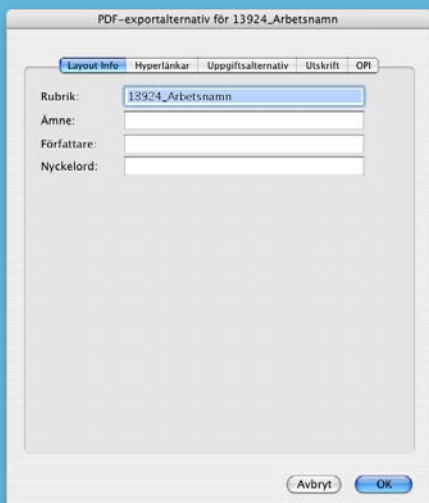 PDF-exportalternativ för 13924_Arbetsnamn
Layout Info Hyperlänkar Uppgiftsalternativ Utskrift OPI
Rubrik: 13924_Arbetsnamn
Ämne:
Författare:
Nyckelord:
Avbryt OK